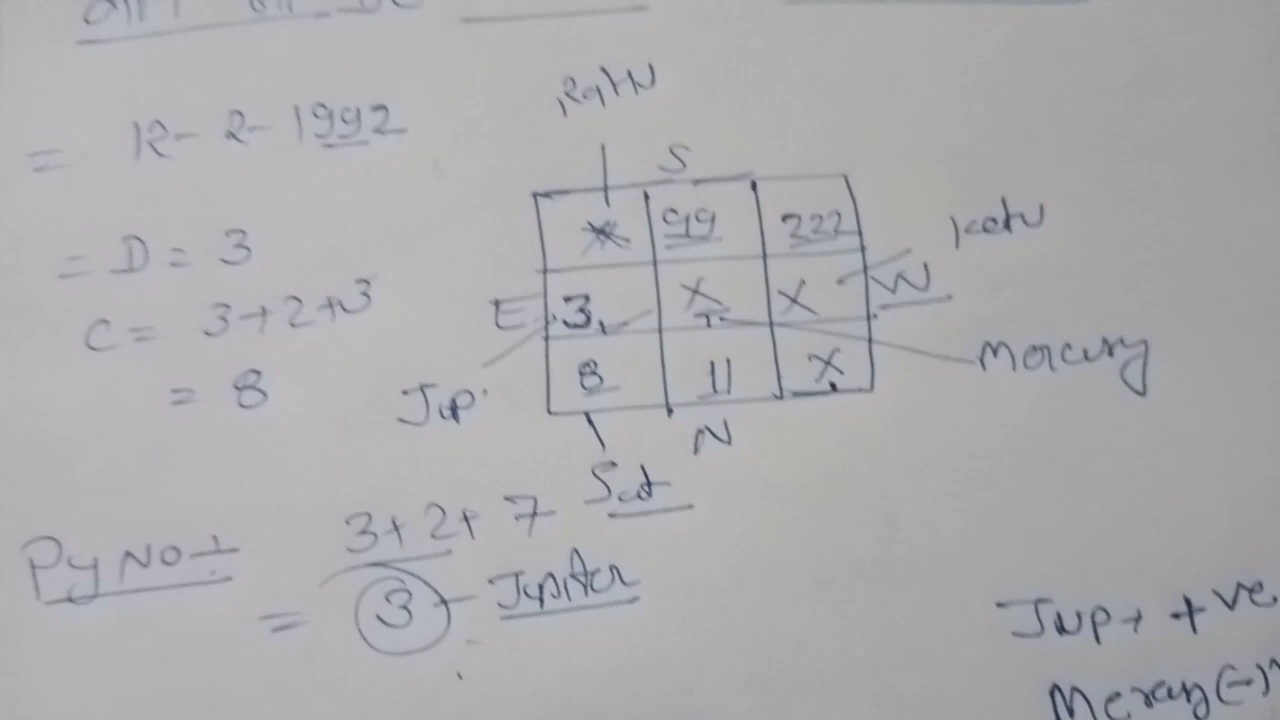 RAHU
= 12-2-1992
S
* 99 222
Ketu
= D = 3
E 3 X X W
C = 3+2+3
Mercury
8 11 X
= 8
Jup.
N
Sat
PY NO :-
3+2+7
= 3 - Jupiter
Jup → +ve